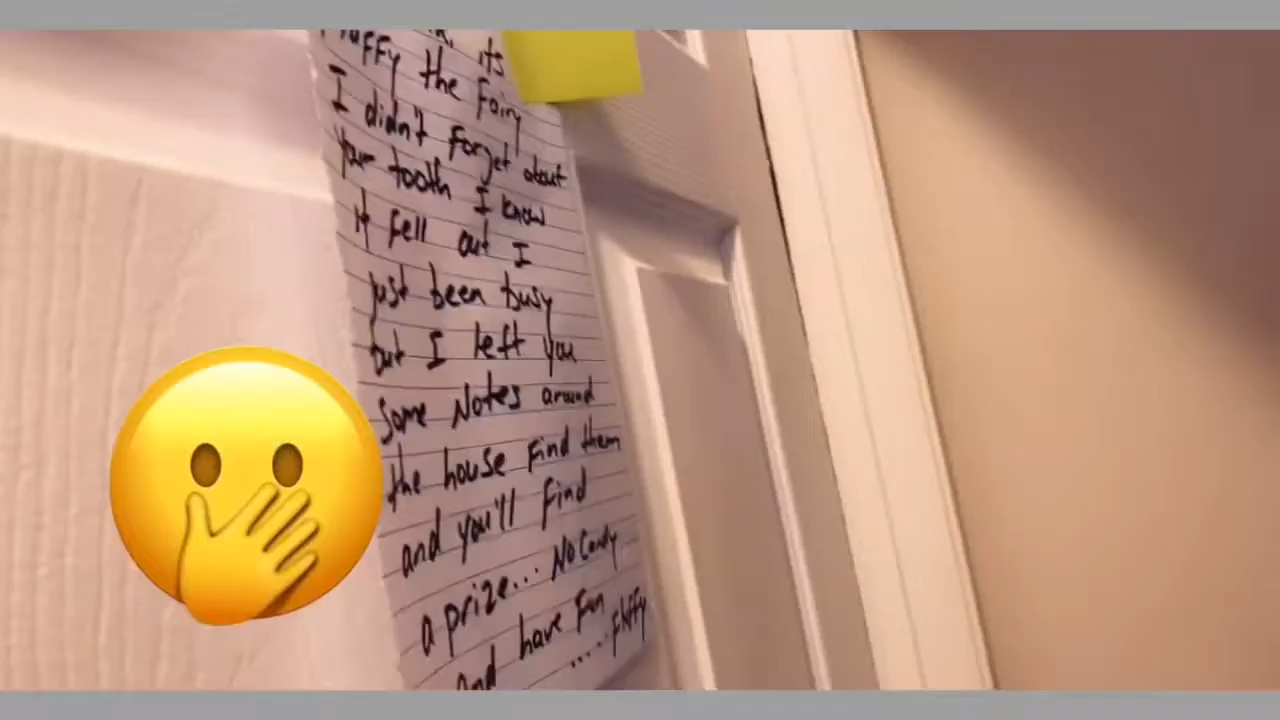 its
Fluffy the Fairy
I didn't Forget about
your tooth I know
it fell out I
just been busy
but I left you
Some Notes around
the house Find them
and you'll Find
a prize... No Candy
and have Fun
..... Fluffy